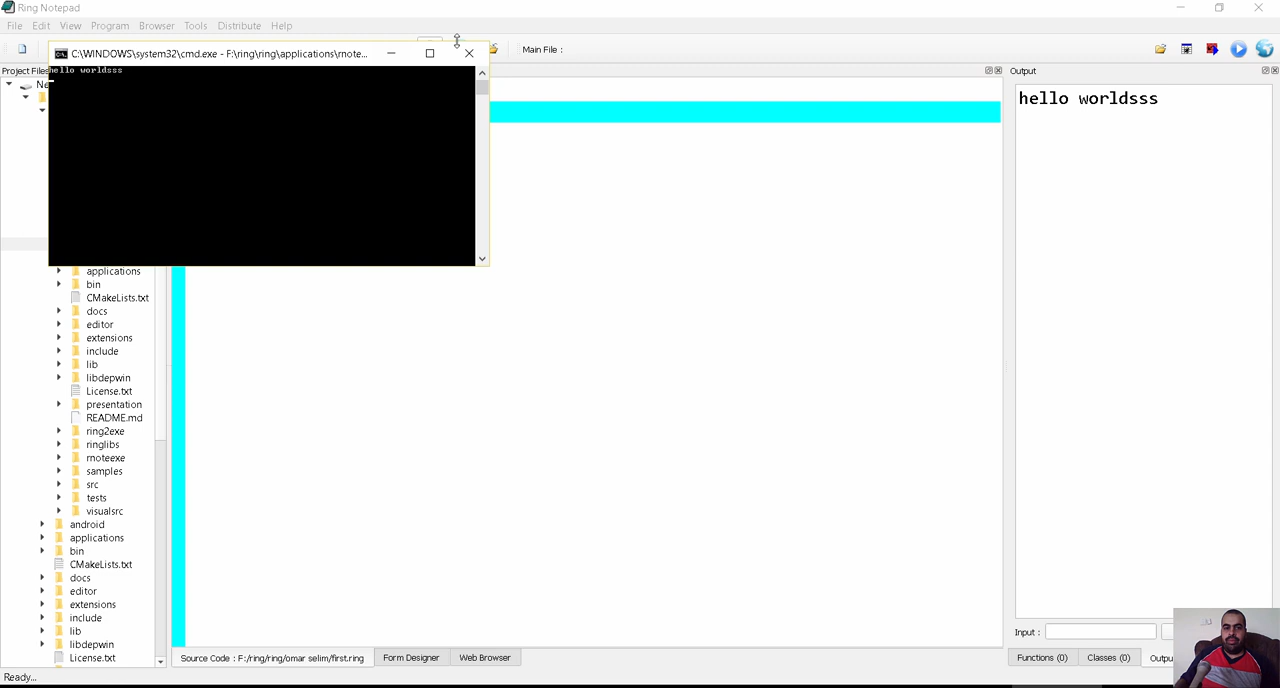 Ring Notepad
File Edit View Program Browser Tools Distribute Help
C:\WINDOWS\system32\cmd.exe - F:\ring\ring\applications\rnote...
Main File :
Project Files
hello worldsss
Output
hello worldsss
applications
bin
CMakeLists.txt
docs
editor
extensions
include
lib
libdepwin
License.txt
presentation
README.md
ring2exe
ringlibs
rnoteexe
samples
src
tests
visualsrc
android
applications
bin
CMakeLists.txt
docs
editor
extensions
include
lib
libdepwin
License.txt
Input :
Source Code : F:/ring/ring/omar selim/first.ring Form Designer Web Browser
Functions (0) Classes (0)
Ready...